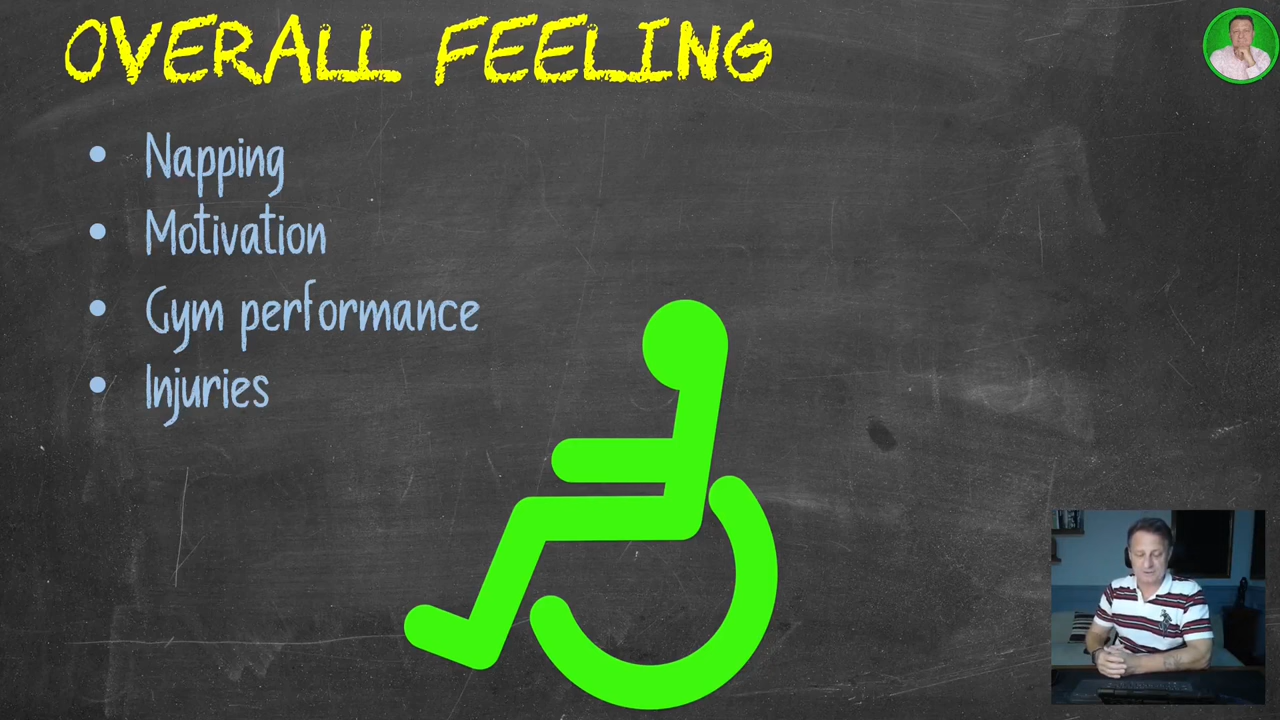 OVERALL FEELING
• Napping
• Motivation
• Gym performance
• Injuries